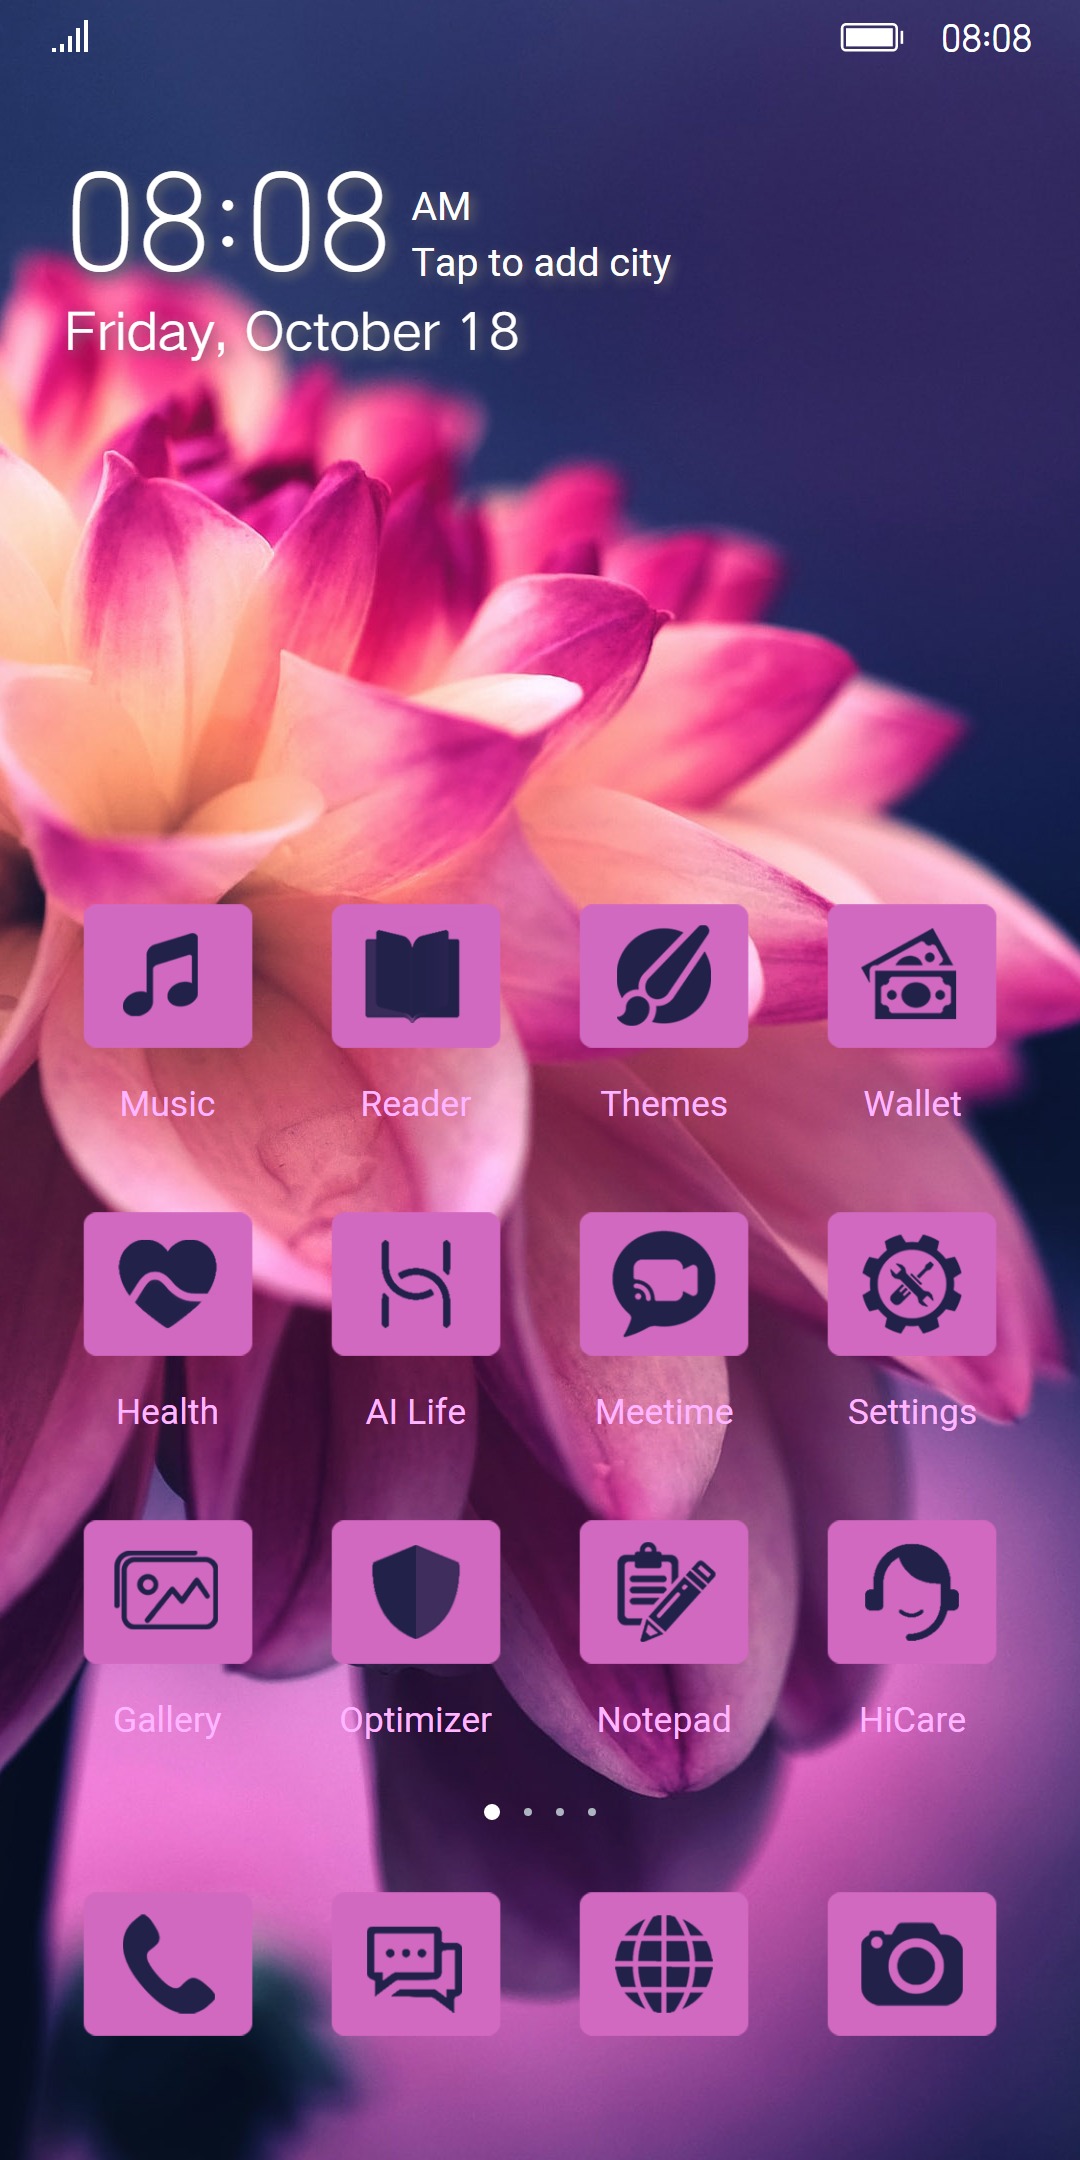 08:08
08:08 AM
Tap to add city
Friday, October 18
Music Reader Themes Wallet
Health AI Life Meetime Settings
Gallery Optimizer Notepad HiCare